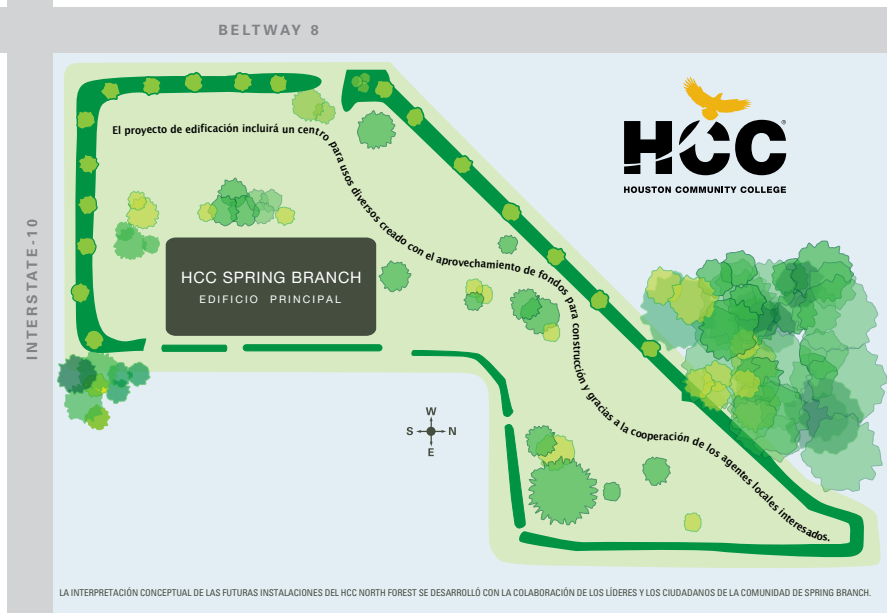 BELTWAY 8
INTERSTATE-10
HCC®
HOUSTON COMMUNITY COLLEGE
El proyecto de edificación incluirá un centro para usos diversos creado con el aprovechamiento de fondos para construcción y gracias a la cooperación de los agentes locales interesados.
HCC SPRING BRANCH
EDIFICIO PRINCIPAL
W
S N
E
LA INTERPRETACIÓN CONCEPTUAL DE LAS FUTURAS INSTALACIONES DEL HCC NORTH FOREST SE DESARROLLÓ CON LA COLABORACIÓN DE LOS LÍDERES Y LOS CIUDADANOS DE LA COMUNIDAD DE SPRING BRANCH.